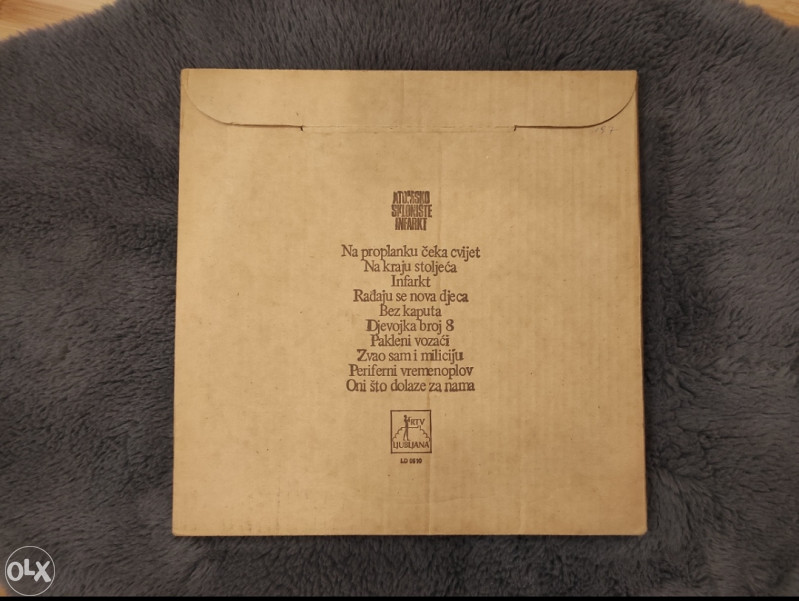 ATOMSKO
SKLONIŠTE
INFARKT
Na proplanku čeka cvijet
Na kraju stoljeća
Infarkt
Rađaju se nova djeca
Bez kaputa
Djevojka broj 8
Pakleni vozaći
Zvao sam i miliciju
Periferni vremenoplov
Oni što dolaze za nama
RTV
LJUBLJANA
OLX